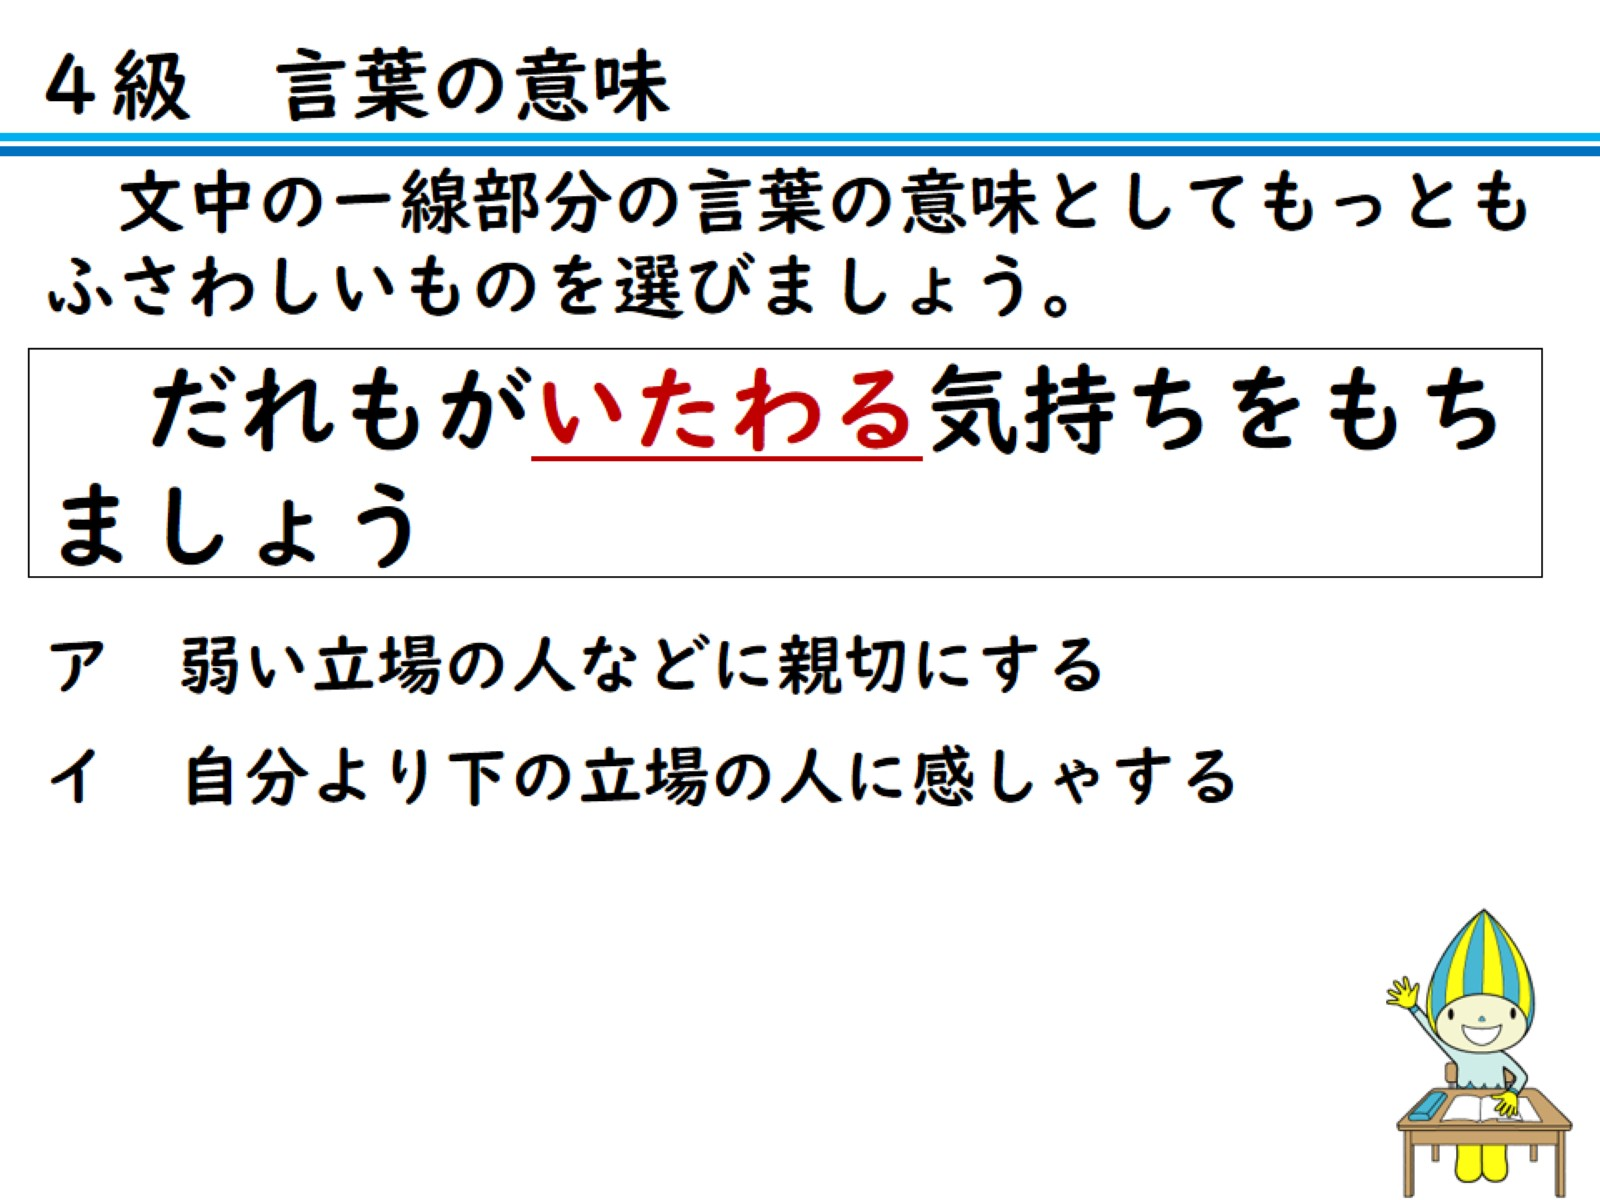 ４級　言葉の意味
文中の一線部分の言葉の意味としてもっとも
ふさわしいものを選びましょう。
だれもがいたわる気持ちをもち
ましょう
ア　弱い立場の人などに親切にする
イ　自分より下の立場の人に感しゃする